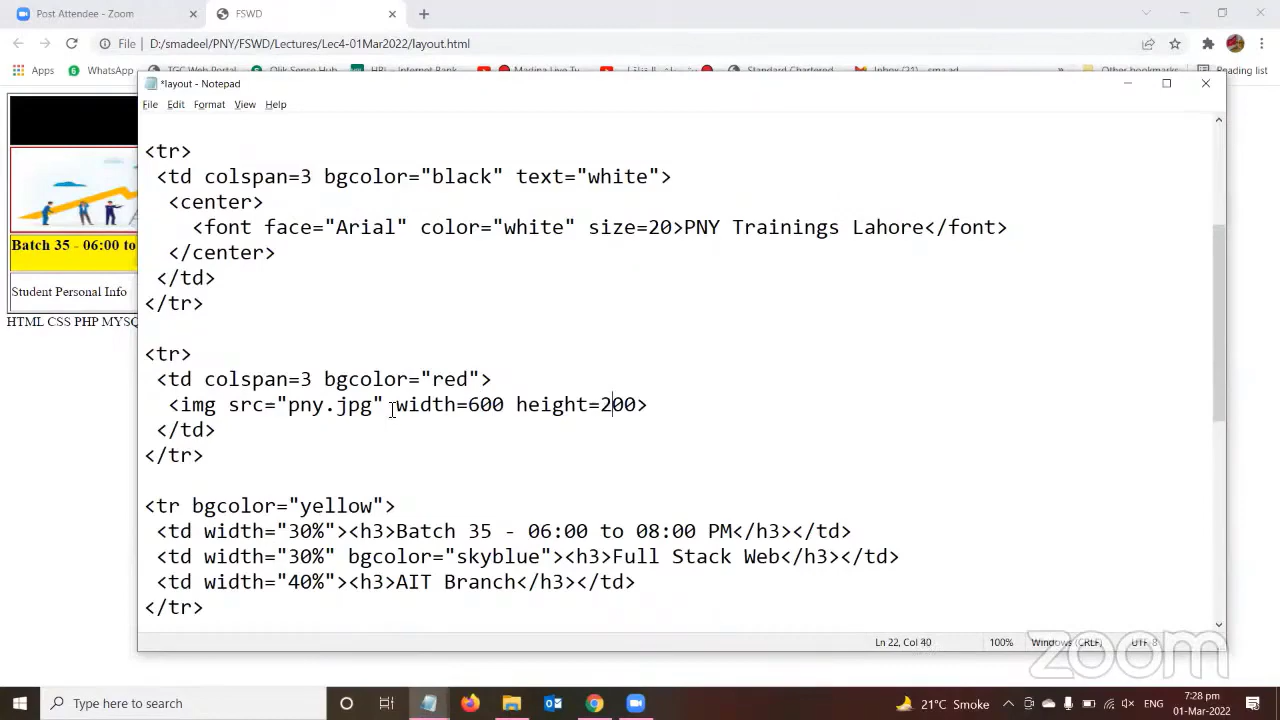 Post Attendee - Zoom
FSWD
File
D:/smadeel/PNY/FSWD/Lectures/Lec4-01Mar2022/layout.html
Apps
WhatsApp
Reading list
*layout - Notepad
File Edit Format View Help
<tr>
<td colspan=3 bgcolor="black" text="white">
<center>
<font face="Arial" color="white" size=20>PNY Trainings Lahore</font>
</center>
</td>
</tr>
<tr>
<td colspan=3 bgcolor="red">
<img src="pny.jpg" width=600 height=200>
</td>
</tr>
<tr bgcolor="yellow">
<td width="30%"><h3>Batch 35 - 06:00 to 08:00 PM</h3></td>
<td width="30%" bgcolor="skyblue"><h3>Full Stack Web</h3></td>
<td width="40%"><h3>AIT Branch</h3></td>
</tr>
Batch 35 - 06:00 to
Student Personal Info
HTML CSS PHP MYSQ
Ln 22, Col 40
100%
Windows (CRLF)
UTF-8
zoom
Type here to search
21°C Smoke
7:28 pm
01-Mar-2022